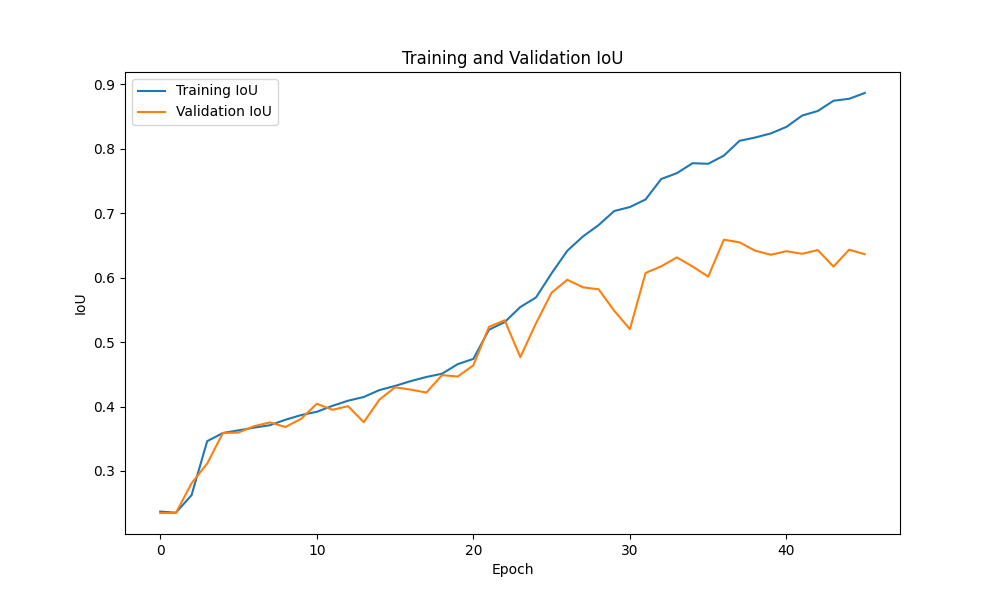 Training and Validation IoU
Training IoU
Validation IoU
IoU
0.9
0.8
0.7
0.6
0.5
0.4
0.3
0 10 20 30 40
Epoch